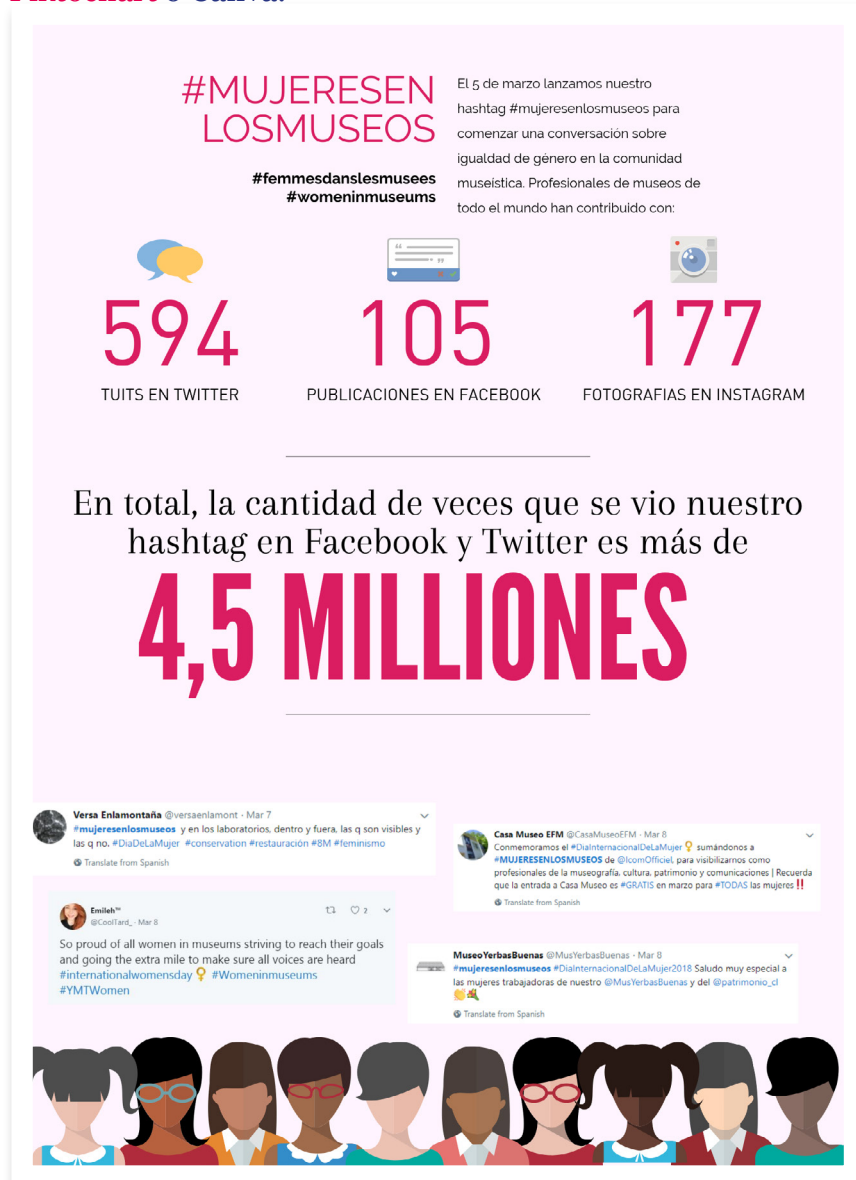 Piktochart o Canva.
#MUJERESEN
LOSMUSEOS
#femmesdanslesmusees
#womeninmuseums
El 5 de marzo lanzamos nuestro
hashtag #mujeresenlosmuseos para
comenzar una conversación sobre
igualdad de género en la comunidad
museística. Profesionales de museos de
todo el mundo han contribuido con:
594
TUITS EN TWITTER
105
PUBLICACIONES EN FACEBOOK
177
FOTOGRAFIAS EN INSTAGRAM
En total, la cantidad de veces que se vio nuestro
hashtag en Facebook y Twitter es más de
4,5 MILLIONES
Versa Enlamontaña @versaenlamont · Mar 7
#mujeresenlosmuseos y en los laboratorios, dentro y fuera, las q son visibles y
las q no. #DiaDeLaMujer #conservation #restauración #8M #feminismo
Translate from Spanish
Casa Museo EFM @CasaMuseoEFM · Mar 8
Conmemoramos el #DiaInternacionalDeLaMujer ♀ sumándonos a
#MUJERESENLOSMUSEOS de @IcomOfficiel, para visibilizarnos como
profesionales de la museografía, cultura, patrimonio y comunicaciones | Recuerda
que la entrada a Casa Museo es #GRATIS en marzo para #TODAS las mujeres ‼
Translate from Spanish
Emileh™
@CoolTard_ · Mar 8
2
So proud of all women in museums striving to reach their goals
and going the extra mile to make sure all voices are heard
#internationalwomensday ♀ #Womeninmuseums
#YMTWomen
MuseoYerbasBuenas @MusYerbasBuenas · Mar 8
#mujeresenlosmuseos #DiaInternacionalDeLaMujer2018 Saludo muy especial a
las mujeres trabajadoras de nuestro @MusYerbasBuenas y del @patrimonio_cl
Translate from Spanish